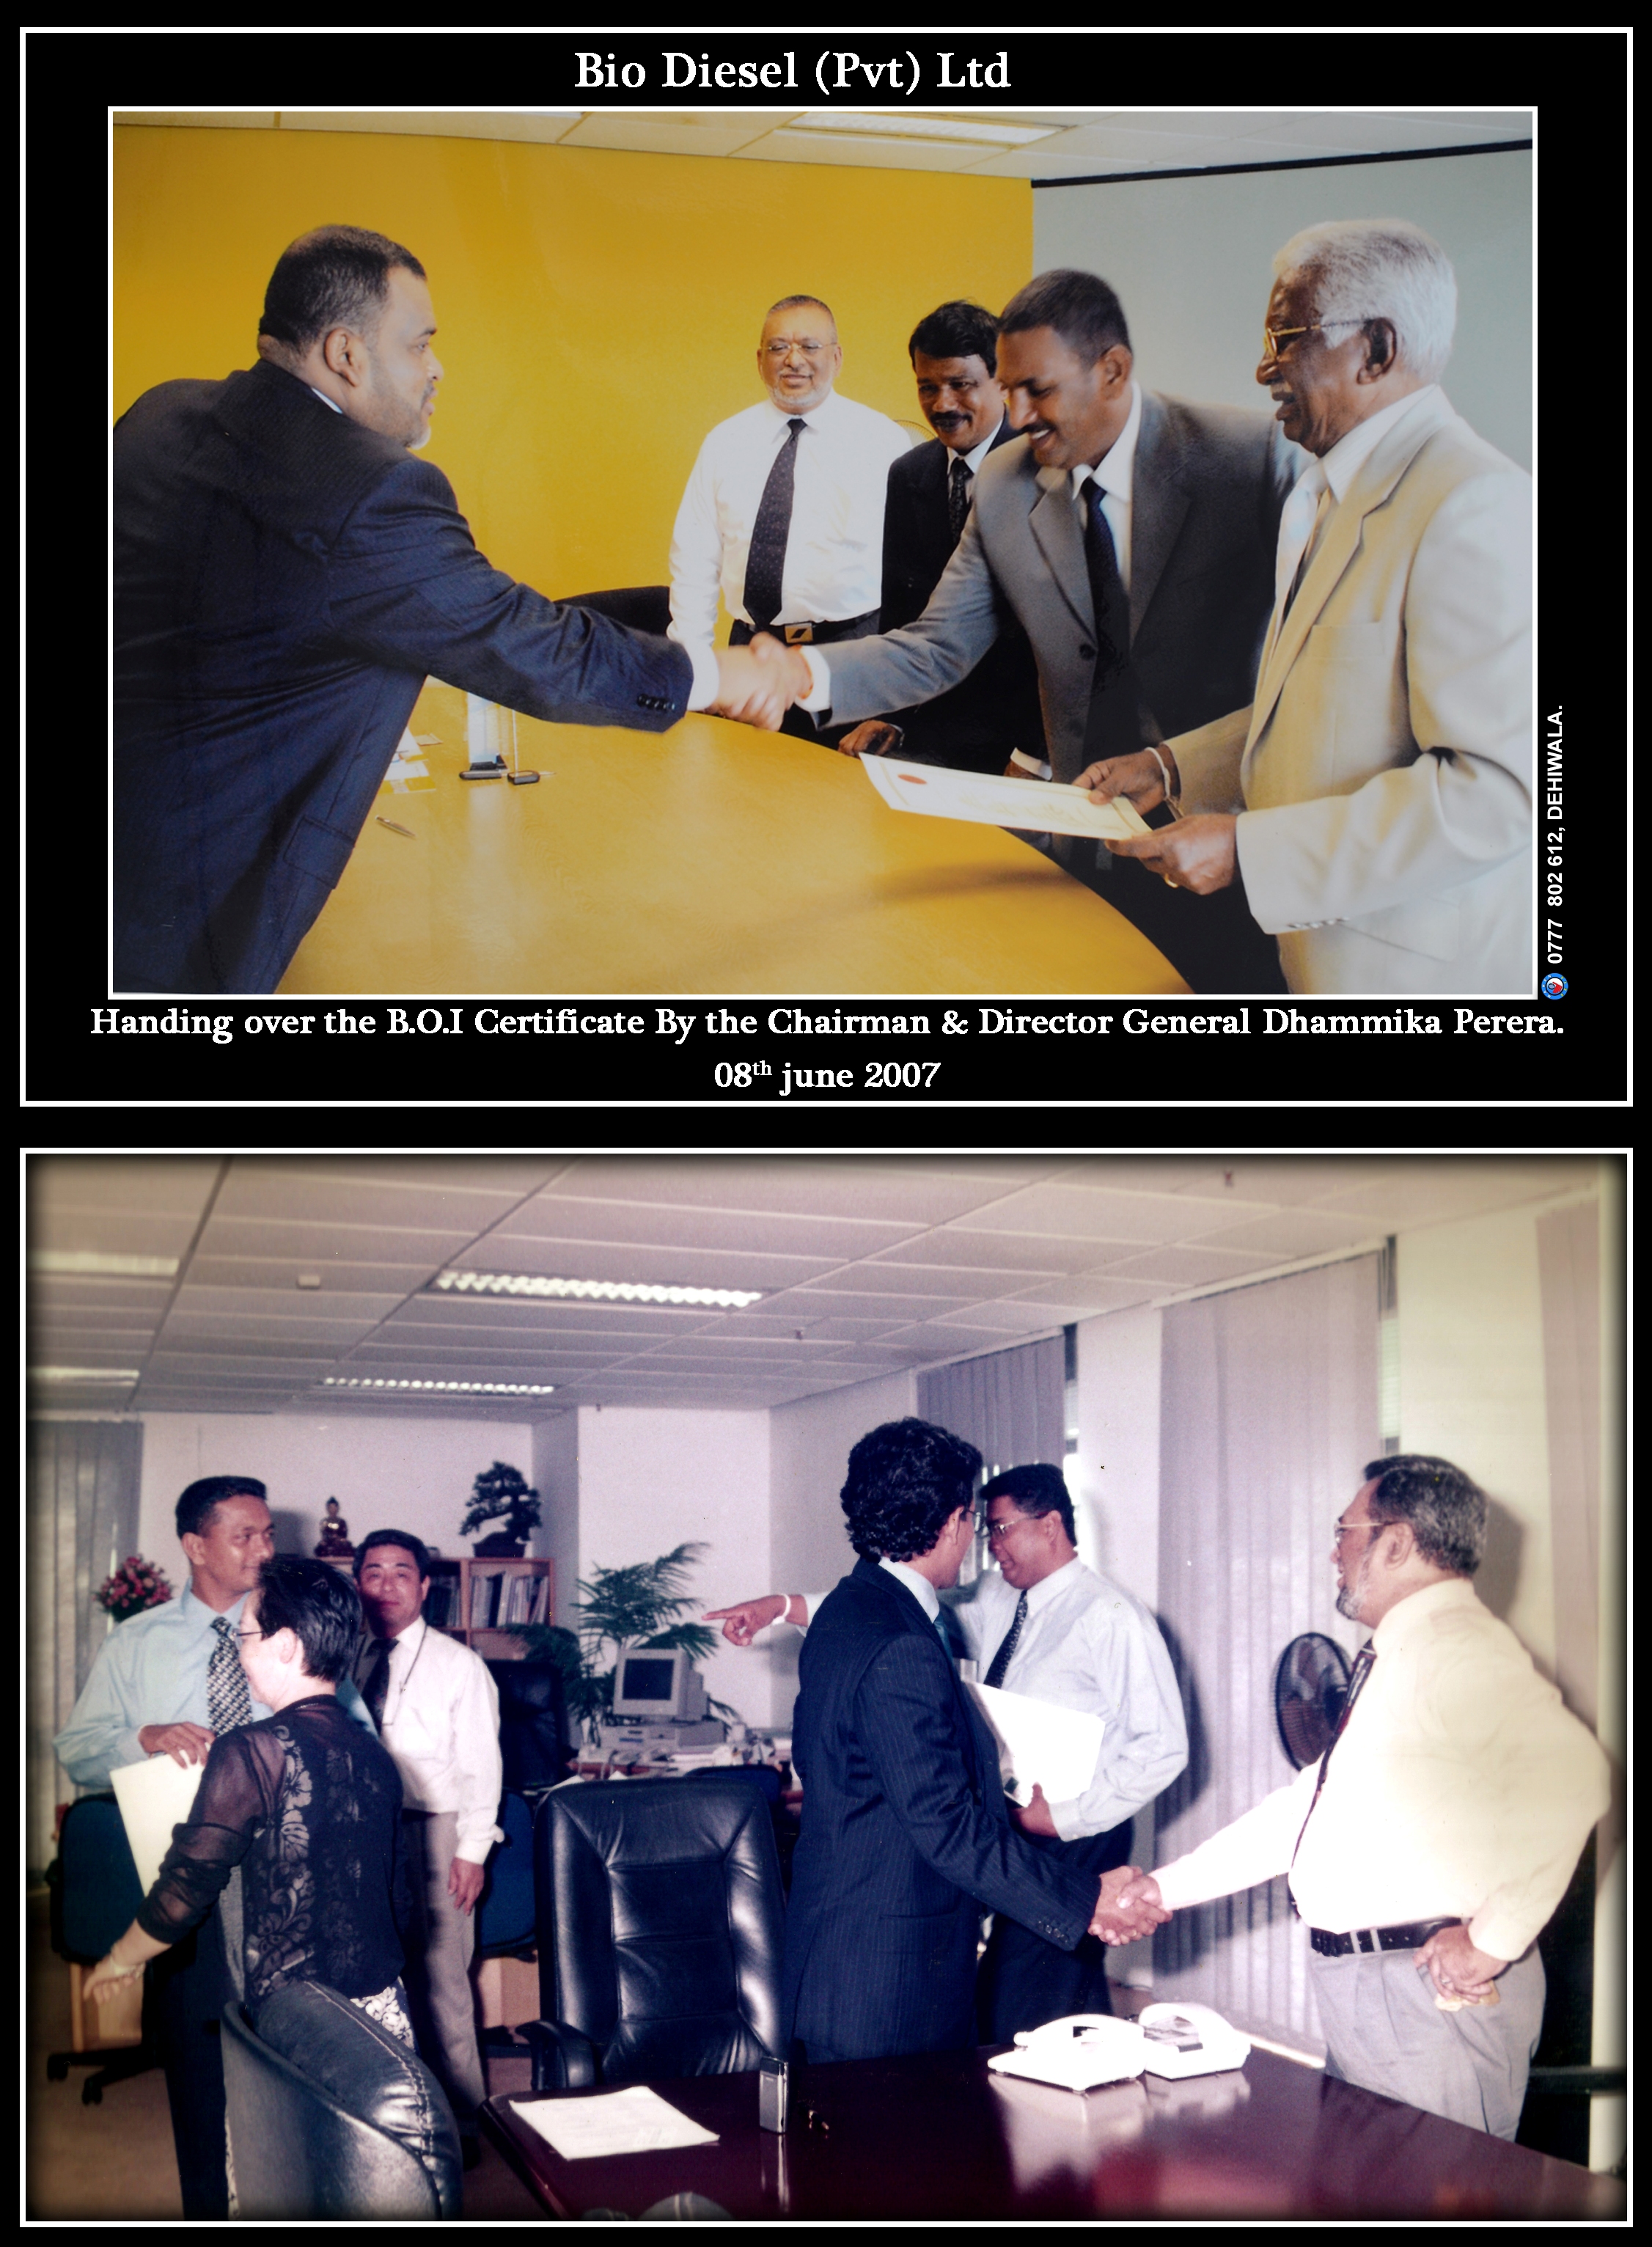 Bio Diesel (Pvt) Ltd
0777 802 612, DEHIWALA.
Handing over the B.O.I Certificate By the Chairman & Director General Dhammika Perera.
08th june 2007